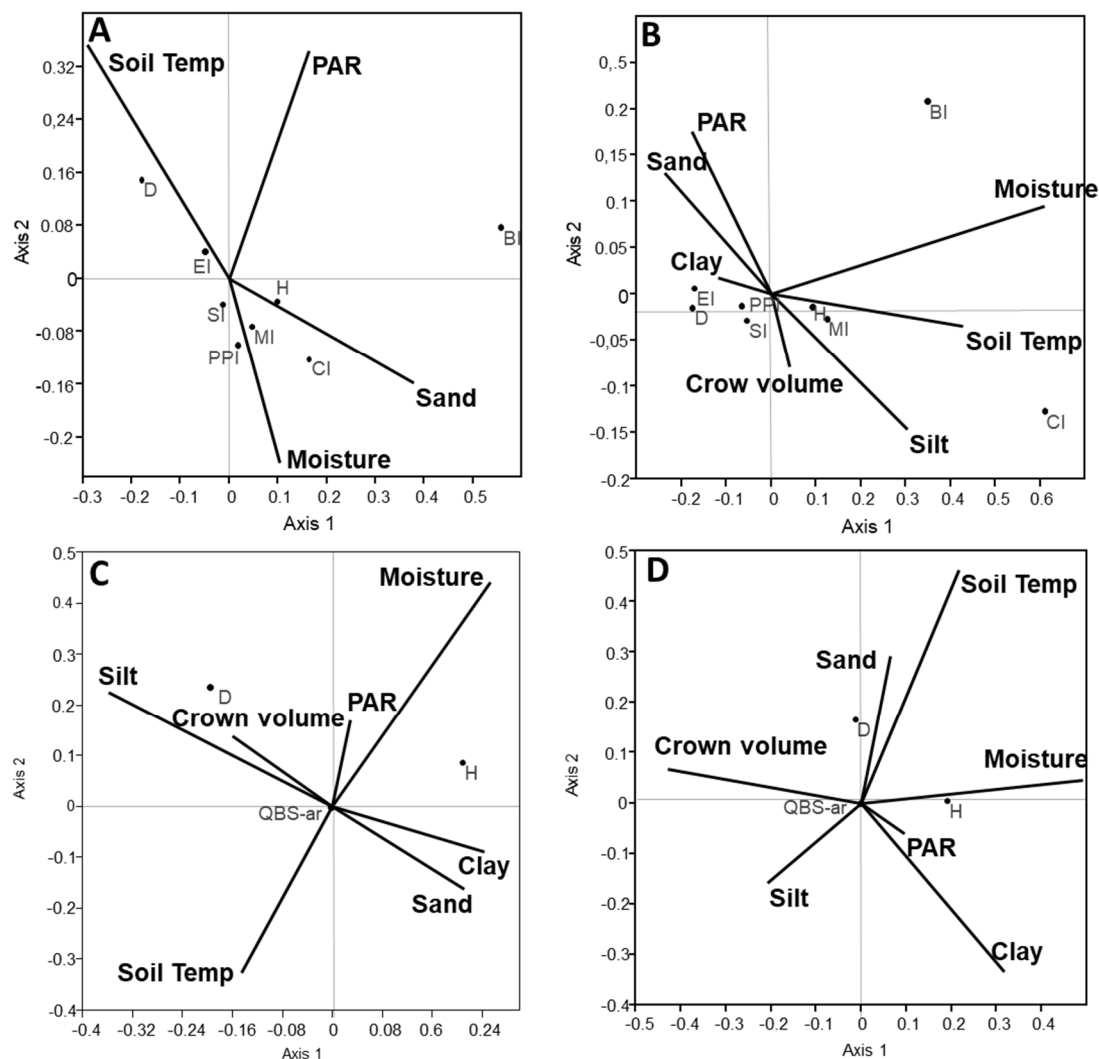 A
Soil Temp
PAR
0.32
0,24
0.16
0.08
0
-0.08
-0.16
-0.2
Axis 2
D
EI
BI
H
SI
MI
PPI
CI
Sand
Moisture
-0.3 -0.2 -0.1 0 0.1 0.2 0.3 0.4 0.5
Axis 1
B
0,.5
0.2
0,15
0.1
0.05
0
-0,05
-0.1
-0.15
-0.2
Axis 2
BI
PAR
Sand
Moisture
Clay
EI
D
PPI
SI
H
MI
Soil Temp
Crow volume
CI
Silt
-0.2 -0.1 0 0.1 0.2 0.3 0.4 0.5 0.6
Axis 1
C
0.5
0.4
0.3
0.2
0.1
0
-0.1
-0.2
-0.3
-0.4
Axis 2
Moisture
Silt
D
Crown volume
PAR
H
QBS-ar
Clay
Sand
Soil Temp
-0.4 -0.32 -0.24 -0.16 -0.08 0 0.08 0.6 0.24
Axis 1
D
0.5
0.4
0.3
0.2
0.1
0
-0.1
-0.2
-0.3
-0.4
Axis 2
Soil Temp
Sand
D
Crown volume
Moisture
QBS-ar
H
PAR
Silt
Clay
-0.5 -0.4 -0.3 -0.2 -0.1 0 0.1 0.2 0.3 0.4
Axis 1